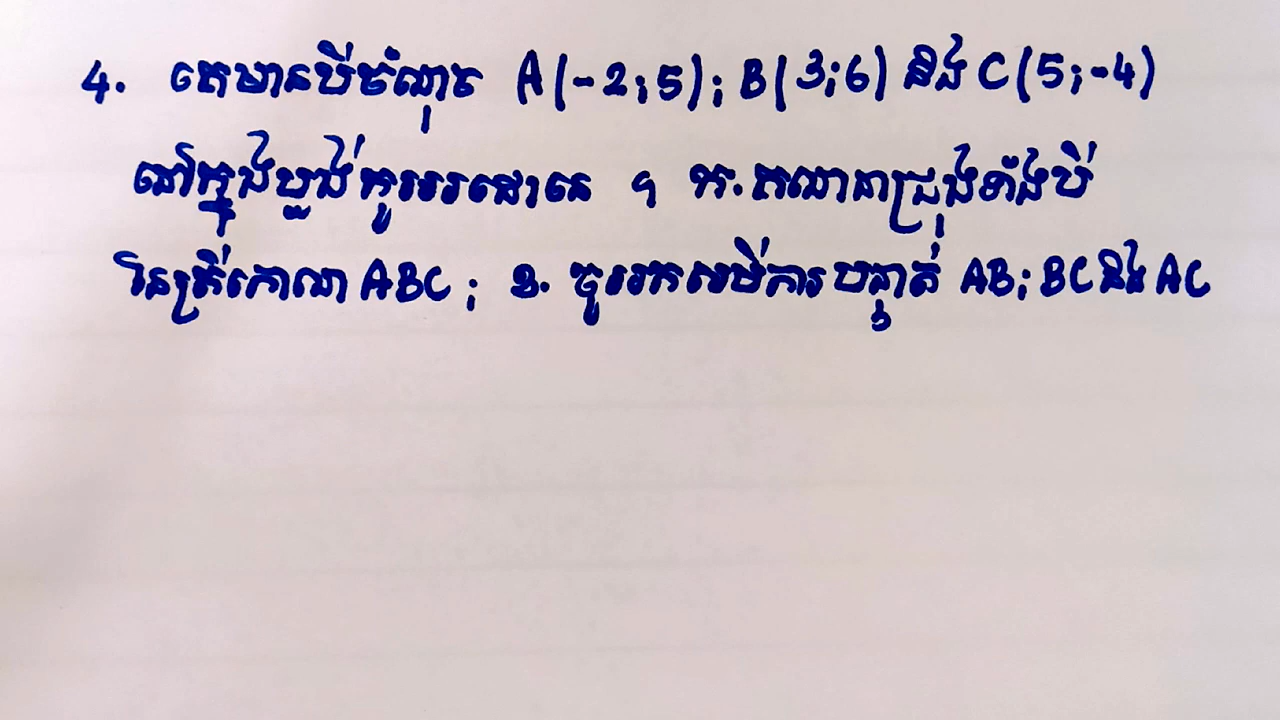 4. គេមានបីចំណុច A(-2;5); B(3;6) និង C(5;-4)
នៅក្នុងប្លង់កូអរដោនេ ។ ក.គណនាជ្រុងទាំងបី
នៃត្រីកោណ ABC ; ខ. ចូររកសមីការបន្ទាត់ AB; BC និង AC